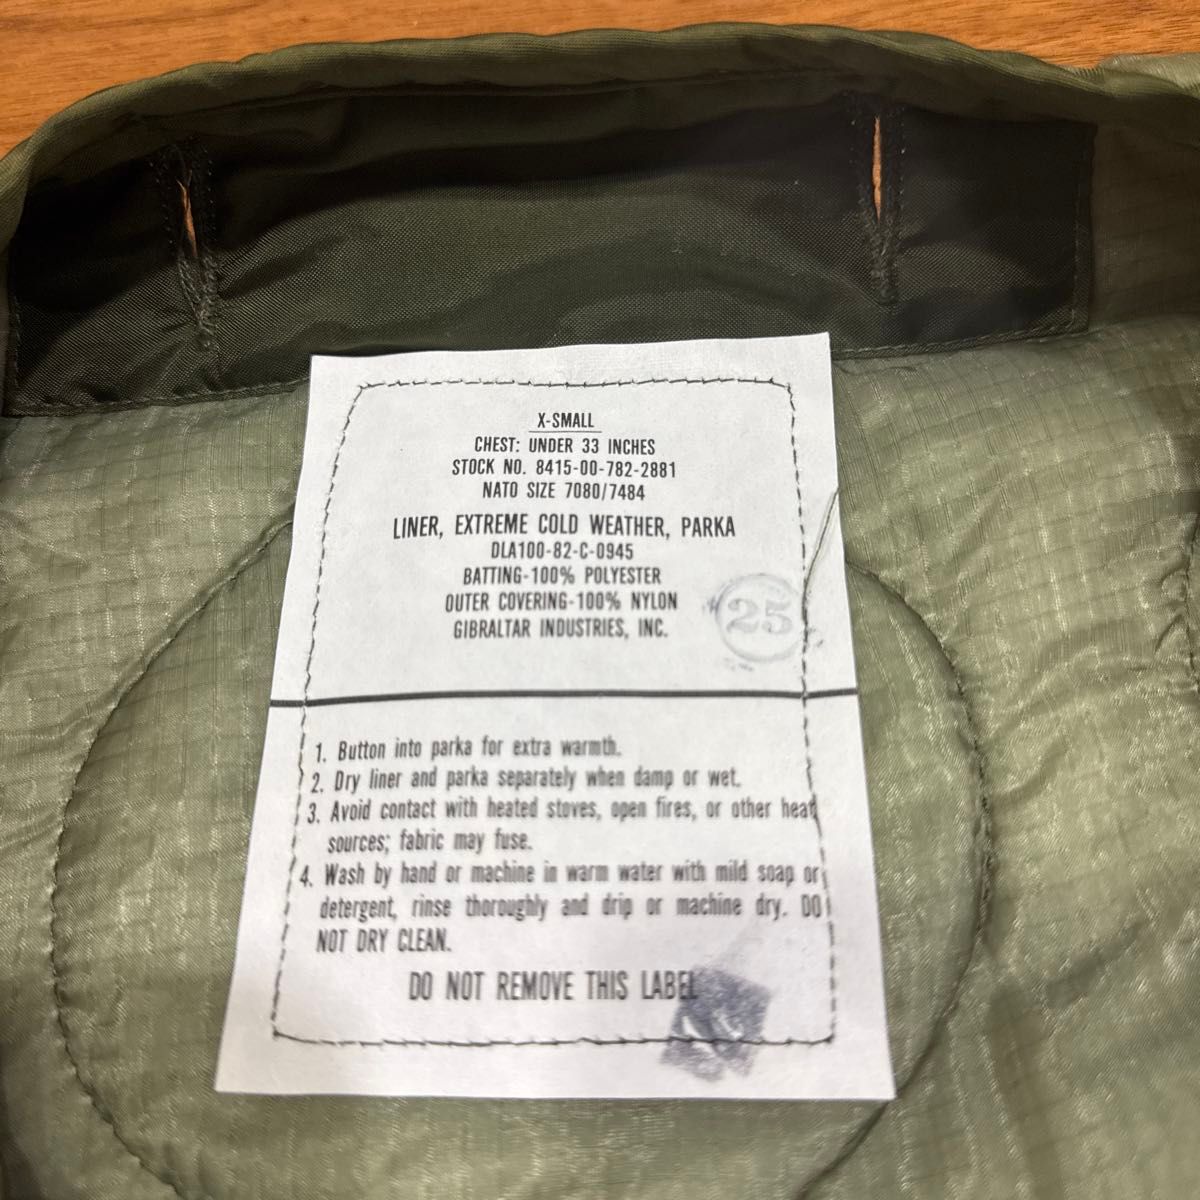 X-SMALL
CHEST: UNDER 33 INCHES
STOCK NO. 8415-00-782-2881
NATO SIZE 7080/7484
LINER, EXTREME COLD WEATHER, PARKA
DLA100-82-C-0945
BATTING-100% POLYESTER
OUTER COVERING-100% NYLON
GIBRALTAR INDUSTRIES, INC.
25
1. Button into parka for extra warmth.
2. Dry liner and parka separately when damp or wet.
3. Avoid contact with heated stoves, open fires, or other heat
sources; fabric may fuse.
4. Wash by hand or machine in warm water with mild soap or
detergent, rinse thoroughly and drip or machine dry. DO
NOT DRY CLEAN.
DO NOT REMOVE THIS LABEL